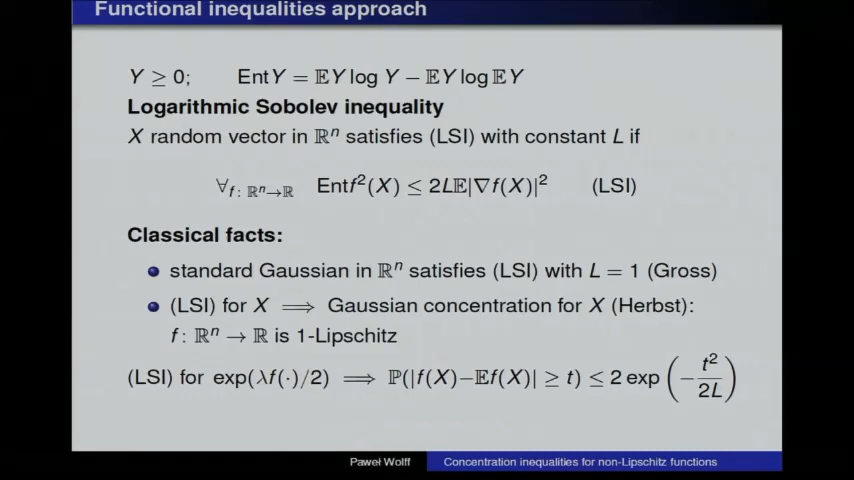 Functional inequalities approach
Y ≥ 0; Ent Y = 𝔼Y log Y − 𝔼Y log 𝔼Y
Logarithmic Sobolev inequality
X random vector in ℝⁿ satisfies (LSI) with constant L if
∀_{f: ℝⁿ→ℝ} Ent f²(X) ≤ 2L𝔼|∇f(X)|² (LSI)
Classical facts:
standard Gaussian in ℝⁿ satisfies (LSI) with L = 1 (Gross)
(LSI) for X ⟹ Gaussian concentration for X (Herbst):
f: ℝⁿ → ℝ is 1-Lipschitz
(LSI) for exp(λf(·)/2) ⟹ ℙ(|f(X)−𝔼f(X)| ≥ t) ≤ 2 exp(−t²/2L)
Paweł Wolff Concentration inequalities for non-Lipschitz functions